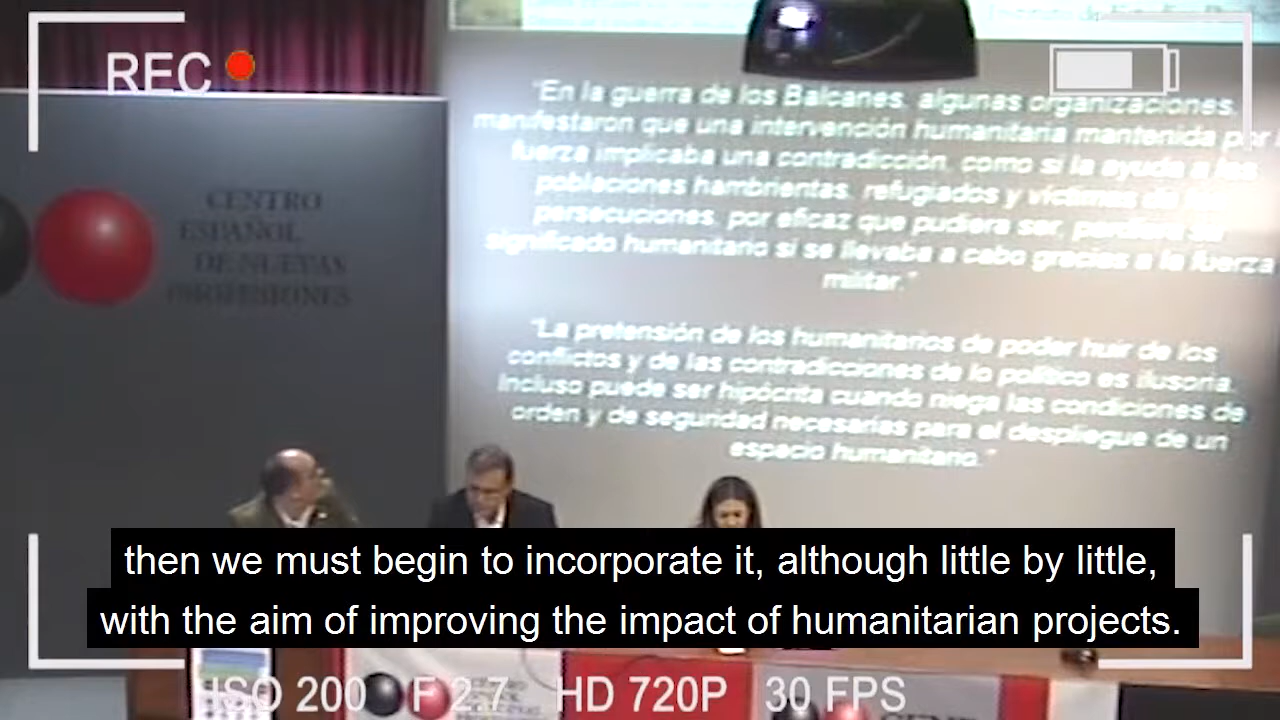 REC
CENTRO
ESPAÑOL
DE NUEVAS
PROFESIONES
"En la guerra de los Balcanes, algunas organizaciones,
manifestaron que una intervención humanitaria mantenida por
fuerza implicaba una contradicción, como si la ayuda a las
poblaciones hambrientas, refugiados y víctimas de
persecuciones, por eficaz que pudiera ser,
significado humanitario si se llevaba a cabo gracias a la fuerza
militar."
"La pretensión de los humanitarios de poder huir de los
conflictos y de las contradicciones de lo político es ilusoria.
Incluso puede ser hipócrita cuando niega las condiciones de
orden y de seguridad necesarias para el despliegue de un
espacio humanitario."
then we must begin to incorporate it, although little by little,
with the aim of improving the impact of humanitarian projects.
ISO 200 F 2.7 HD 720P 30 FPS